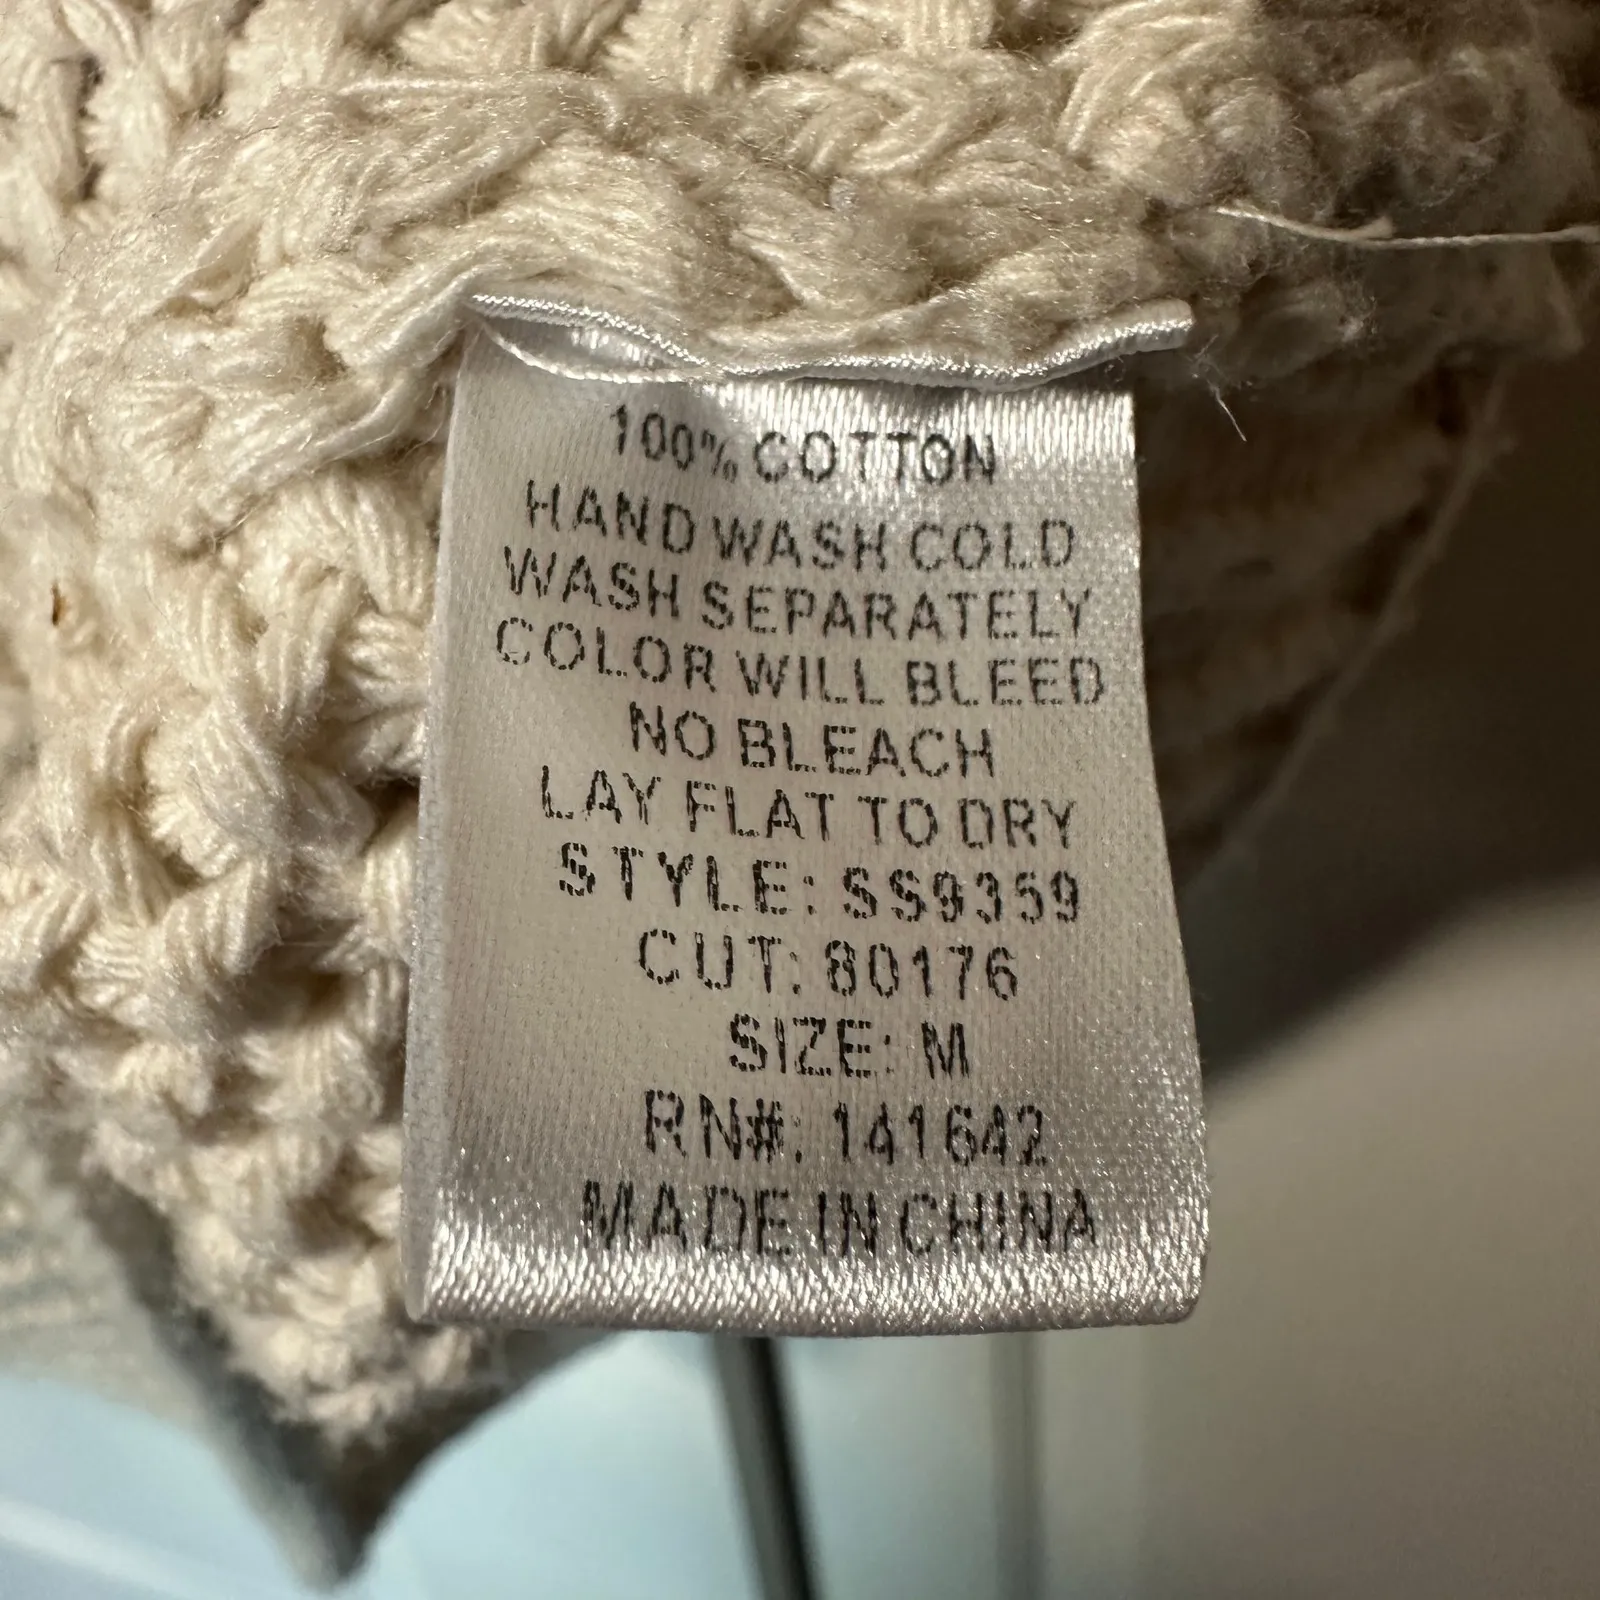 100% COTTON
HAND WASH COLD
WASH SEPARATELY
COLOR WILL BLEED
NO BLEACH
LAY FLAT TO DRY
STYLE: SS9359
CUT: 80176
SIZE: M
RN#: 141642
MADE IN CHINA